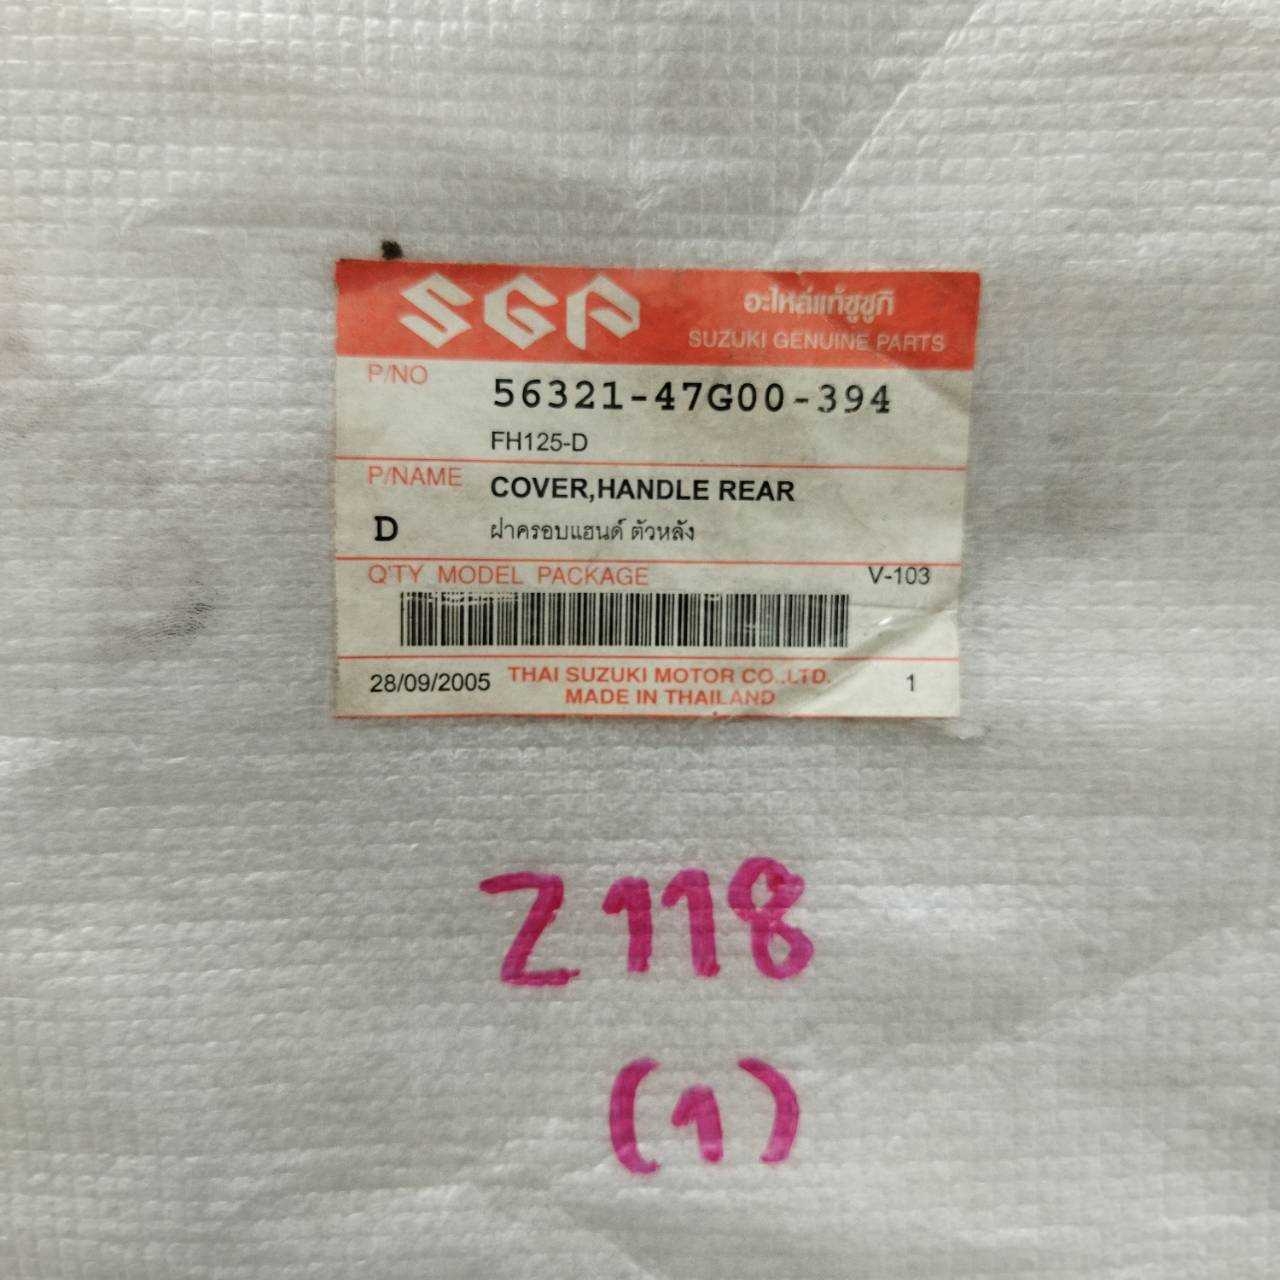 SGP
อะไหล่แท้ซูซูกิ
SUZUKI GENUINE PARTS
P/NO
56321-47G00-394
FH125-D
P/NAME
COVER,HANDLE REAR
D
ฝาครอบแฮนด์ ตัวหลัง
Q'TY MODEL PACKAGE
V-103
28/09/2005
THAI SUZUKI MOTOR CO.,LTD.
MADE IN THAILAND
1
Z118
(1)